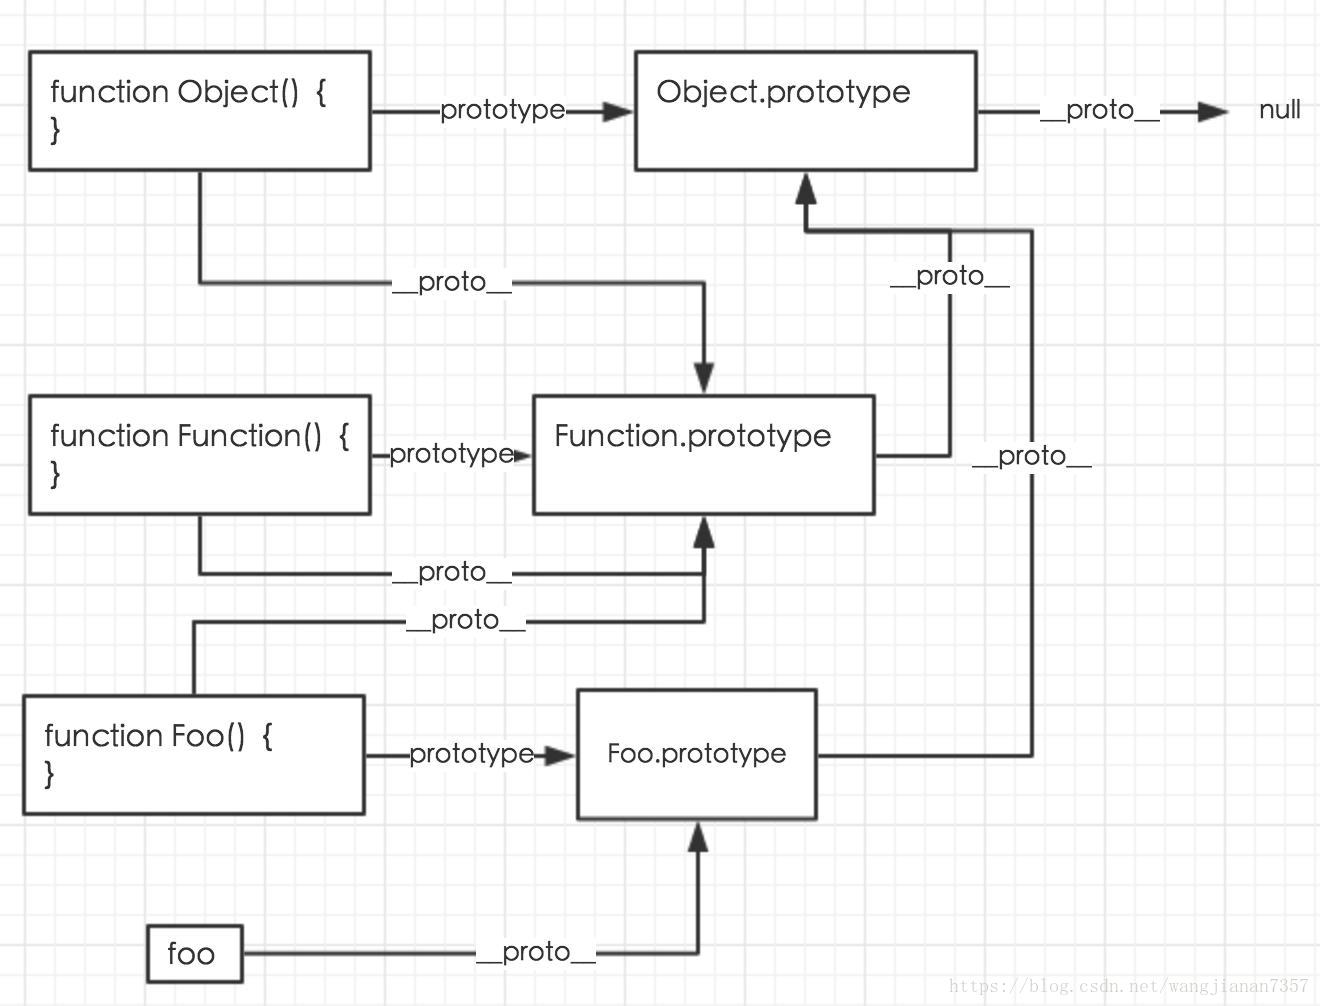 function Object() {
}
prototype
Object.prototype
__proto__
null
__proto__
__proto__
function Function() {
}
prototype
Function.prototype
__proto__
__proto__
__proto__
function Foo() {
}
prototype
Foo.prototype
foo
__proto__
https://blog.csdn.net/wangjianan7357